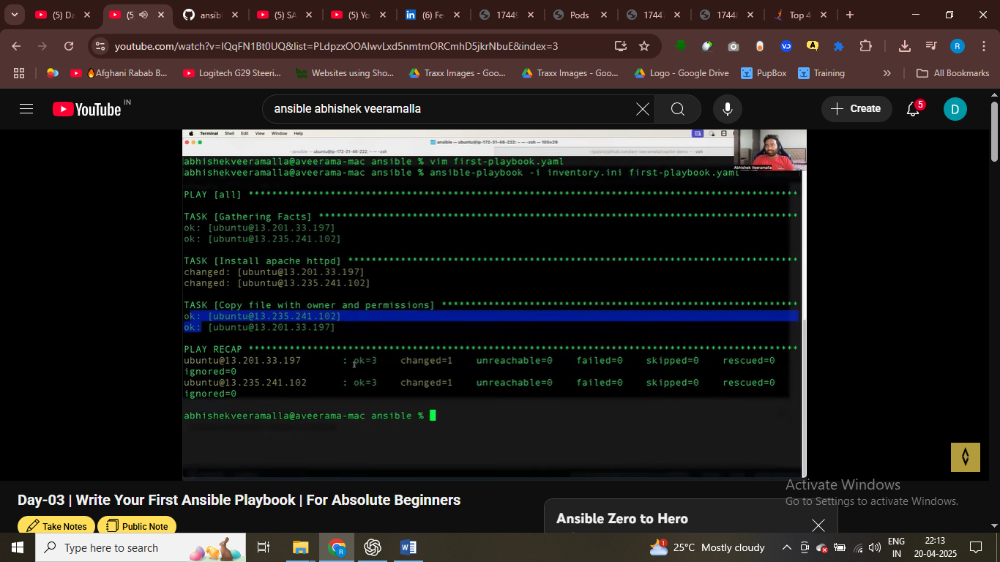 (5) Da
(5
ansib
(5) SA
(5) Yo
(6) Fe
1744
Pods
1744
1744
Top 4
youtube.com/watch?v=IQqFN1Bt0UQ&list=PLdpzxOOAIwvLxd5nmtmORCmhD5jkrNbuE&index=3
R
Afghani Rabab B...
Logitech G29 Steeri...
Websites using Sho...
Traxx Images - Goo...
Traxx Images - Goo...
Logo - Google Drive
PupBox
Training
»
All Bookmarks
YouTube IN
ansible abhishek veeramalla
Create
5
D
Terminal Shell Edit View Window Help
ansible — ubuntu@ip-172-31-46-222: ~ — -zsh — 105×29
~/ansible — ubuntu@ip-172-31-46-222: ~ — -zsh
abhishekveeramalla@aveerama-mac ansible % vim first-playbook.yaml
Abhishek Veeramalla
abhishekveeramalla@aveerama-mac ansible % ansible-playbook -i inventory.ini first-playbook.yaml
PLAY [all] **********************************************************************************************
TASK [Gathering Facts] **********************************************************************************
ok: [ubuntu@13.201.33.197]
ok: [ubuntu@13.235.241.102]
TASK [Install apache httpd] *****************************************************************************
changed: [ubuntu@13.201.33.197]
changed: [ubuntu@13.235.241.102]
TASK [Copy file with owner and permissions] *************************************************************
ok: [ubuntu@13.235.241.102]
ok: [ubuntu@13.201.33.197]
PLAY RECAP **********************************************************************************************
ubuntu@13.201.33.197 : ok=3 changed=1 unreachable=0 failed=0 skipped=0 rescued=0
ignored=0
ubuntu@13.235.241.102 : ok=3 changed=1 unreachable=0 failed=0 skipped=0 rescued=0
ignored=0
abhishekveeramalla@aveerama-mac ansible %
Activate Windows
Go to Settings to activate Windows.
Day-03 | Write Your First Ansible Playbook | For Absolute Beginners
Ansible Zero to Hero
Take Notes
Public Note
Type here to search
1
25°C Mostly cloudy
ENG
IN
22:13
20-04-2025